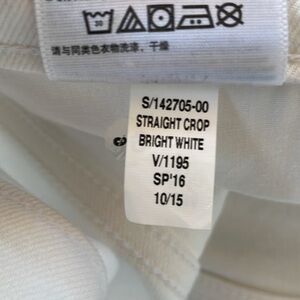 30
请与同类色衣物洗涤，干燥
S/142705-00
STRAIGHT CROP
BRIGHT WHITE
V/1195
SP'16
10/15